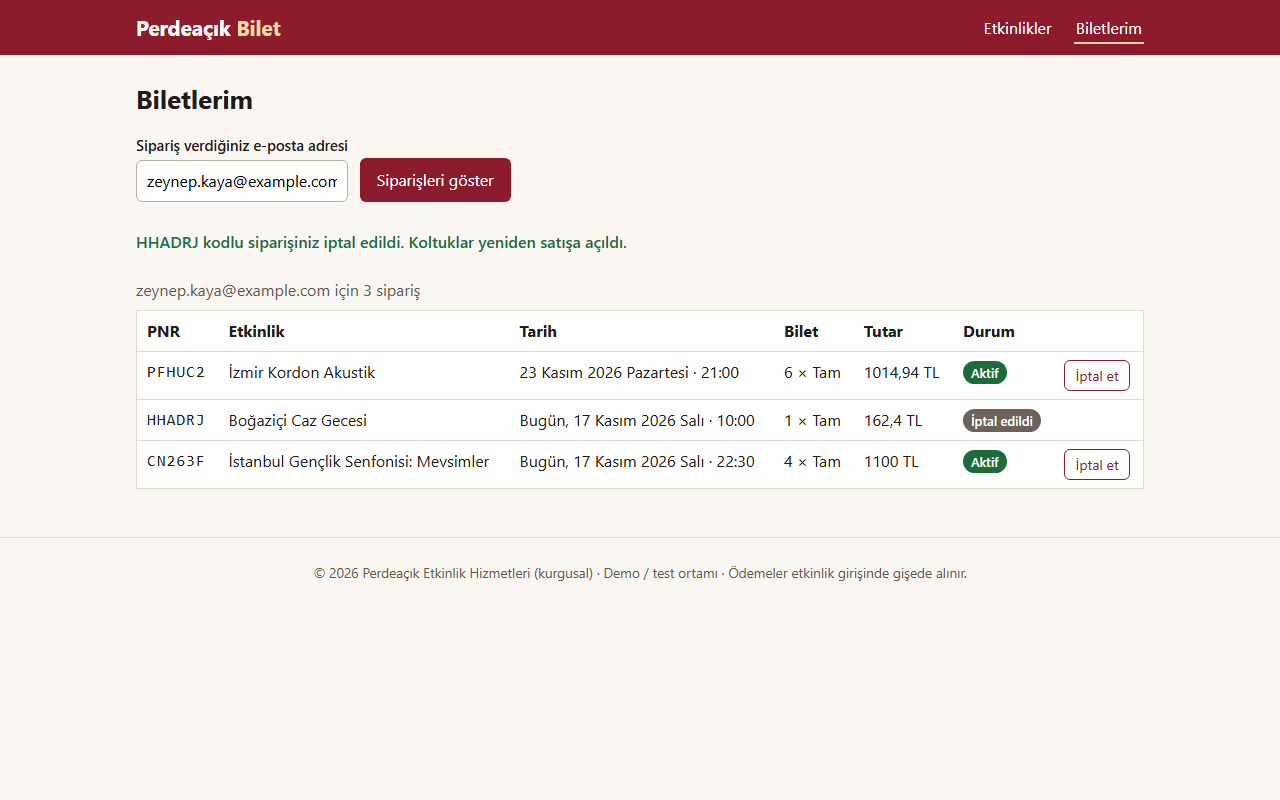 Perdeaçık Bilet Etkinlikler Biletlerim
Biletlerim
Sipariş verdiğiniz e-posta adresi
zeynep.kaya@example.com Siparişleri göster
HHADRJ kodlu siparişiniz iptal edildi. Koltuklar yeniden satışa açıldı.
zeynep.kaya@example.com için 3 sipariş
PNR Etkinlik Tarih Bilet Tutar Durum
PFHUC2 İzmir Kordon Akustik 23 Kasım 2026 Pazartesi · 21:00 6 × Tam 1014,94 TL Aktif İptal et
HHADRJ Boğaziçi Caz Gecesi Bugün, 17 Kasım 2026 Salı · 10:00 1 × Tam 162,4 TL İptal edildi
CN263F İstanbul Gençlik Senfonisi: Mevsimler Bugün, 17 Kasım 2026 Salı · 22:30 4 × Tam 1100 TL Aktif İptal et
© 2026 Perdeaçık Etkinlik Hizmetleri (kurgusal) · Demo / test ortamı · Ödemeler etkinlik girişinde gişede alınır.